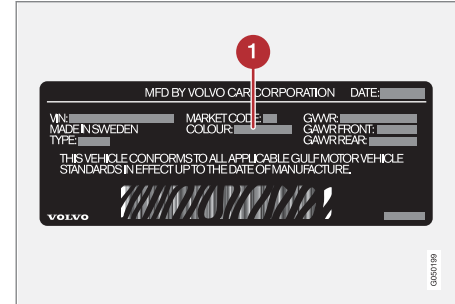 1
MFD BY VOLVO CAR CORPORATION DATE:
VIN: MARKET CODE: GVWR:
MADE IN SWEDEN COLOUR: GAWR FRONT:
TYPE: GAWR REAR:
THIS VEHICLE CONFORMS TO ALL APPLICABLE GULF MOTOR VEHICLE
STANDARDS IN EFFECT UP TO THE DATE OF MANUFACTURE.
VOLVO
G050199